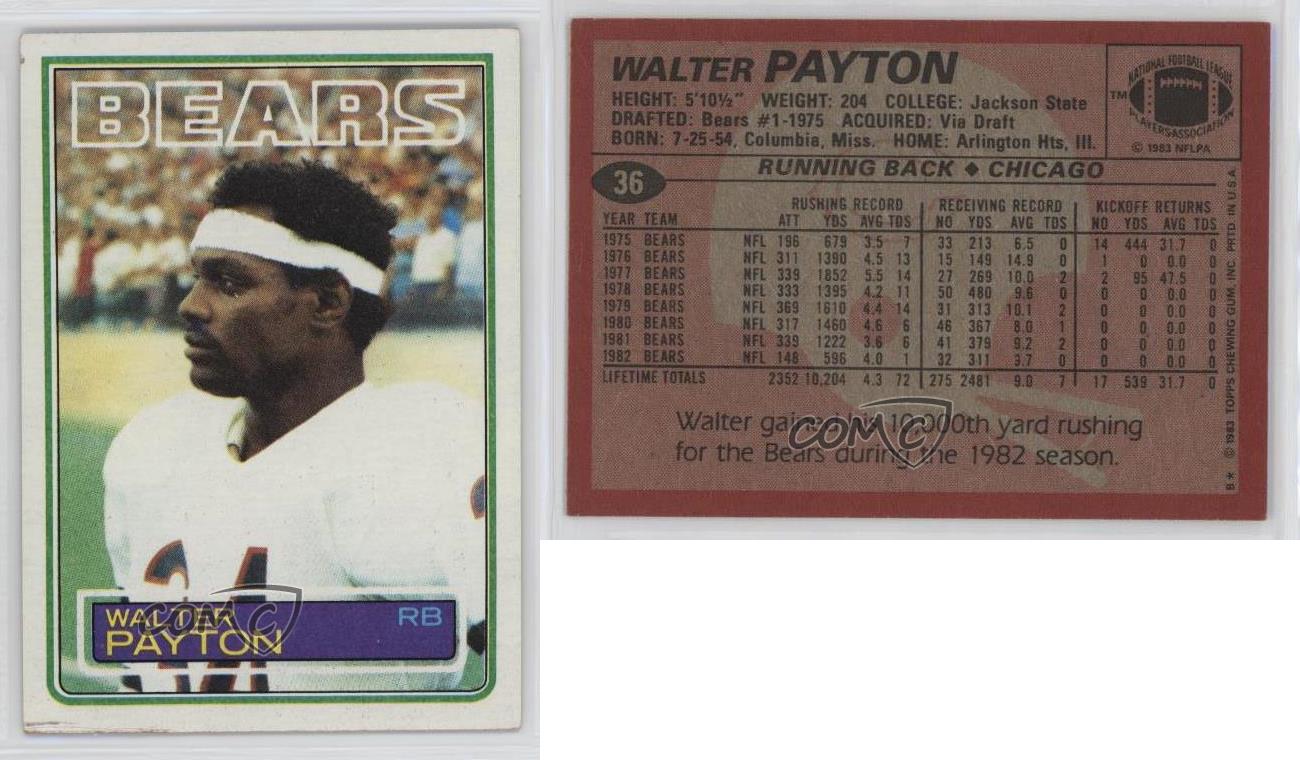 BEARS
34
WALTER RB
PAYTON
COMC
WALTER PAYTON
HEIGHT: 5'10½" WEIGHT: 204 COLLEGE: Jackson State
DRAFTED: Bears #1-1975 ACQUIRED: Via Draft
BORN: 7-25-54, Columbia, Miss. HOME: Arlington Hts, Ill.
NATIONAL FOOTBALL LEAGUE
TM
PLAYERS ASSOCIATION
© 1983 NFLPA
36
RUNNING BACK ♦ CHICAGO
RUSHING RECORD RECEIVING RECORD KICKOFF RETURNS
YEAR TEAM ATT YDS AVG TDS NO YDS AVG TDS NO YDS AVG TDS
1975 BEARS NFL 196 679 3.5 7 33 213 6.5 0 14 444 31.7 0
1976 BEARS NFL 311 1390 4.5 13 15 149 14.9 0 1 0 0.0 0
1977 BEARS NFL 339 1852 5.5 14 27 269 10.0 2 2 95 47.5 0
1978 BEARS NFL 333 1395 4.2 11 50 480 9.6 0 0 0 0.0 0
1979 BEARS NFL 369 1610 4.4 14 31 313 10.1 2 0 0 0.0 0
1980 BEARS NFL 317 1460 4.6 6 46 367 8.0 1 0 0 0.0 0
1981 BEARS NFL 339 1222 3.6 6 41 379 9.2 2 0 0 0.0 0
1982 BEARS NFL 148 596 4.0 1 32 311 9.7 0 0 0 0.0 0
LIFETIME TOTALS 2352 10,204 4.3 72 275 2481 9.0 7 17 539 31.7 0
Walter gained his 10,000th yard rushing
for the Bears during the 1982 season.
COMC
B* © 1983 TOPPS CHEWING GUM, INC. PRTD. IN U.S.A.